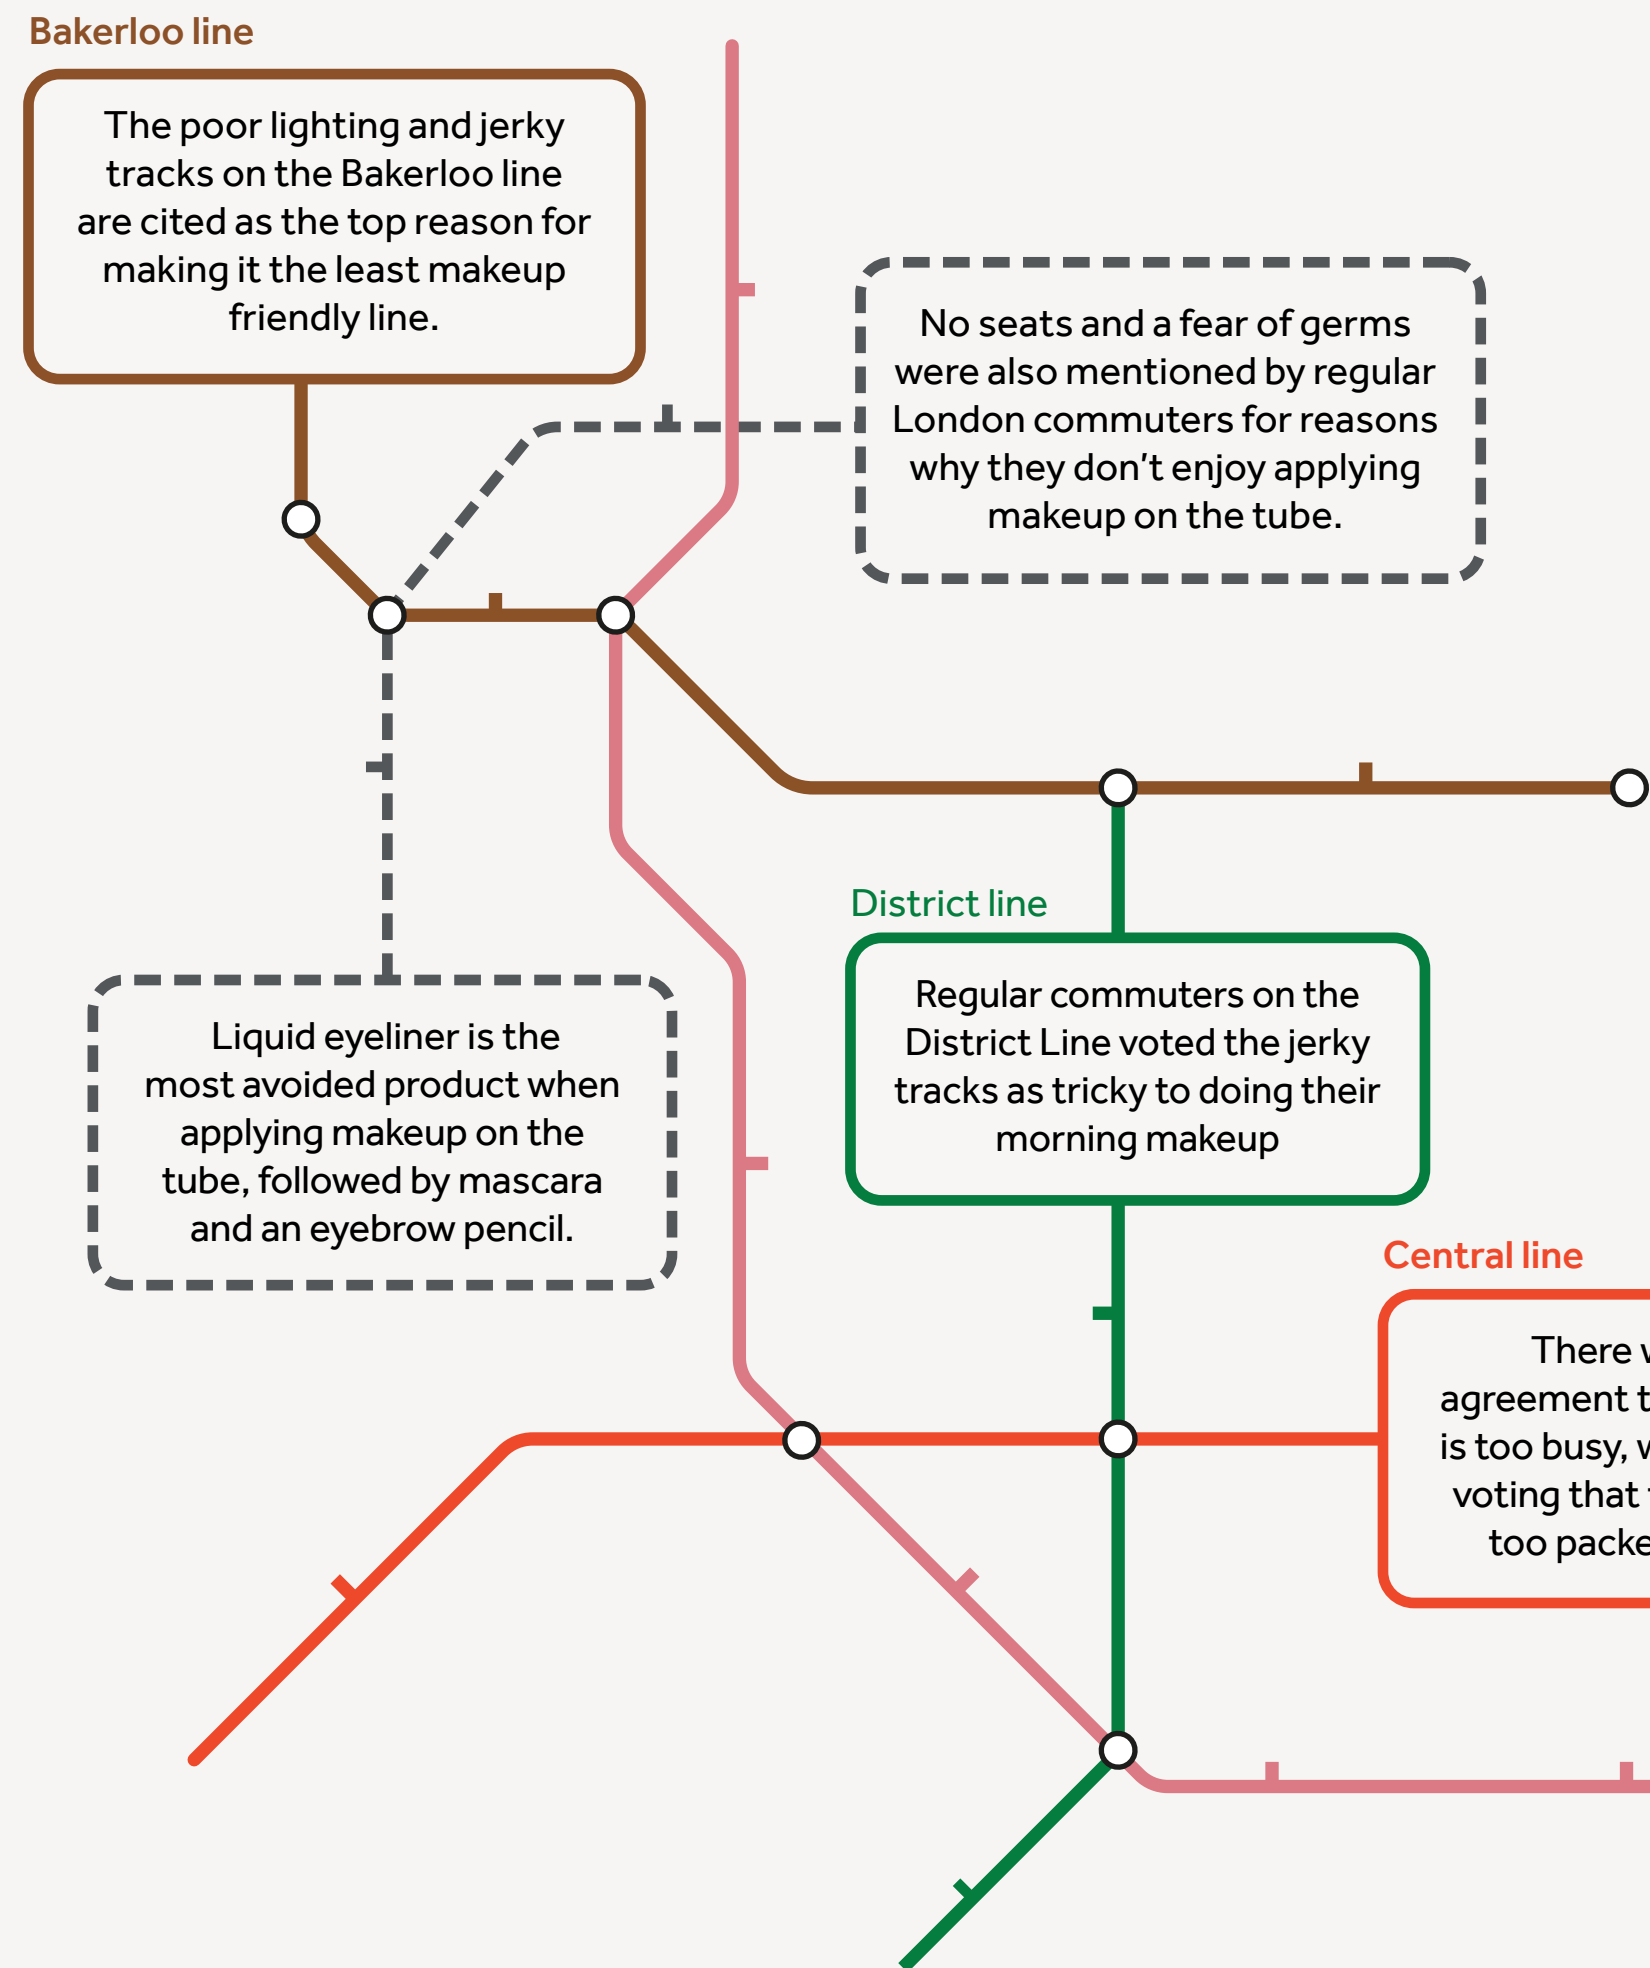 Bakerloo line
The poor lighting and jerky
tracks on the Bakerloo line
are cited as the top reason for
making it the least makeup
friendly line.
No seats and a fear of germs
were also mentioned by regular
London commuters for reasons
why they don't enjoy applying
makeup on the tube.
District line
Regular commuters on the
District Line voted the jerky
tracks as tricky to doing their
morning makeup
Liquid eyeliner is the
most avoided product when
applying makeup on the
tube, followed by mascara
and an eyebrow pencil.
Central line
There
agreement
is too busy,
voting that
too